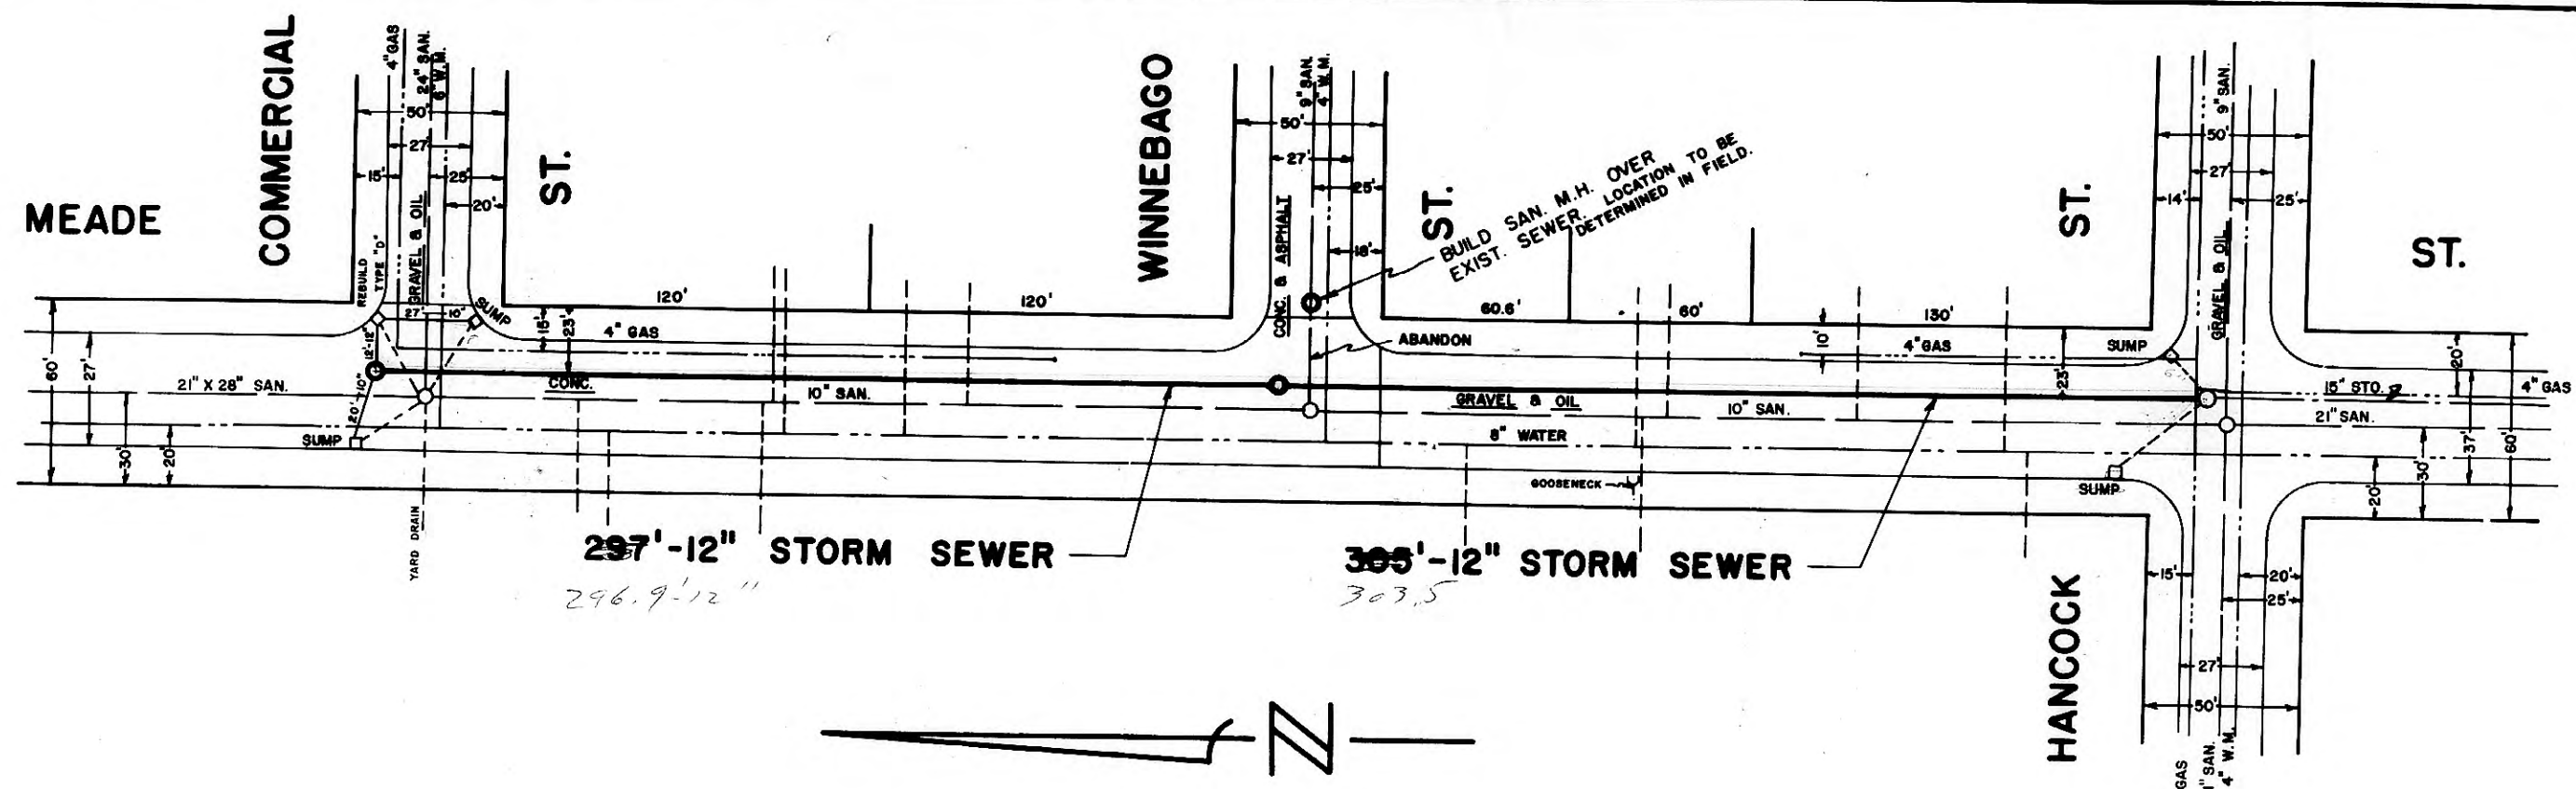 MEADE
COMMERCIAL
ST.
4" GAS
24" SAN.
6" W.M.
50'
27'
15'
25'
20'
GRAVEL & OIL
REBUILD
TYPE "D"
27'
10'
SUMP
12'-12"
20'-10"
SUMP
YARD DRAIN
60'
27'
30'
20'
21" X 28" SAN.
120'
120'
15'
23'
4" GAS
CONC.
10" SAN.
WINNEBAGO
ST.
9" SAN.
4" W.M.
50'
27'
25'
18'
CONC. & ASPHALT
BUILD SAN. M.H. OVER
EXIST. SEWER. LOCATION TO BE
DETERMINED IN FIELD.
ABANDON
60.6'
60'
130'
10'
4" GAS
GRAVEL & OIL
10" SAN.
8" WATER
GOOSENECK
23'
SUMP
6"
SUMP
ST.
9" SAN.
50'
27'
14'
25'
GRAVEL & OIL
ST.
20'
15" STO.
4" GAS
21" SAN.
37'
60'
30'
20'
297'-12" STORM SEWER
296.9'-12"
305'-12" STORM SEWER
303.5
HANCOCK
15'
20'
25'
27'
50'
GAS
1" SAN.
4" W.M.
N